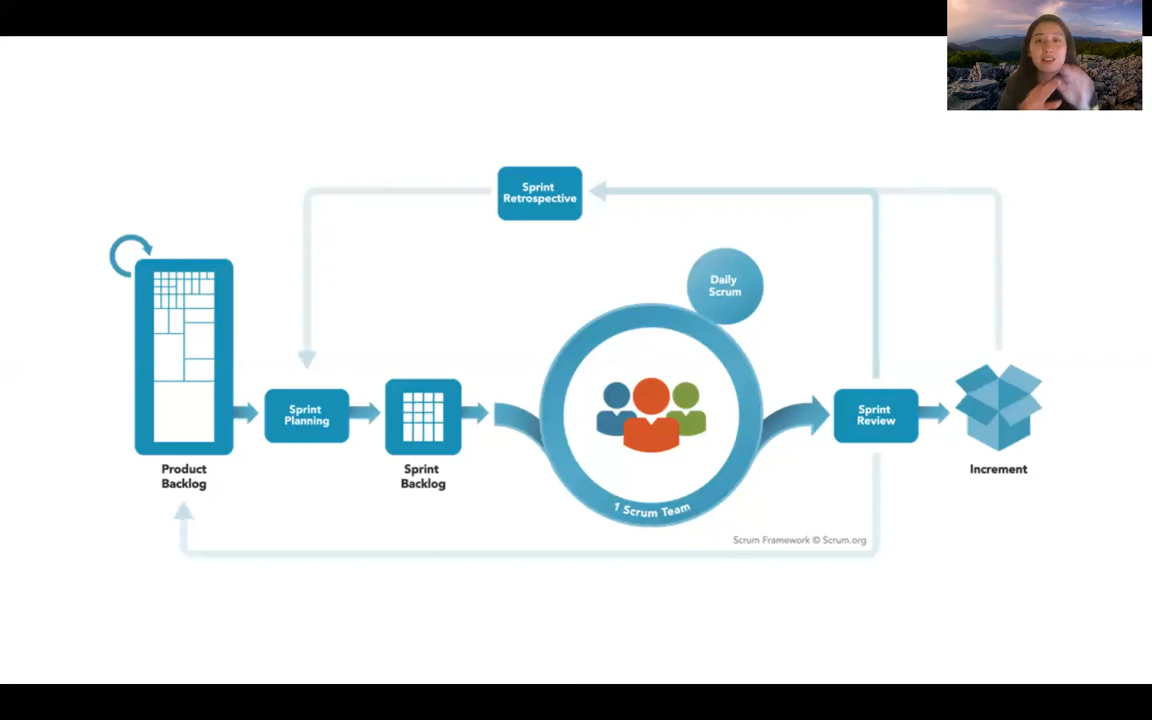 Sprint
Retrospective
Daily
Scrum
Sprint
Planning
Sprint
Review
Product
Backlog
Sprint
Backlog
Increment
1 Scrum Team
Scrum Framework © Scrum.org